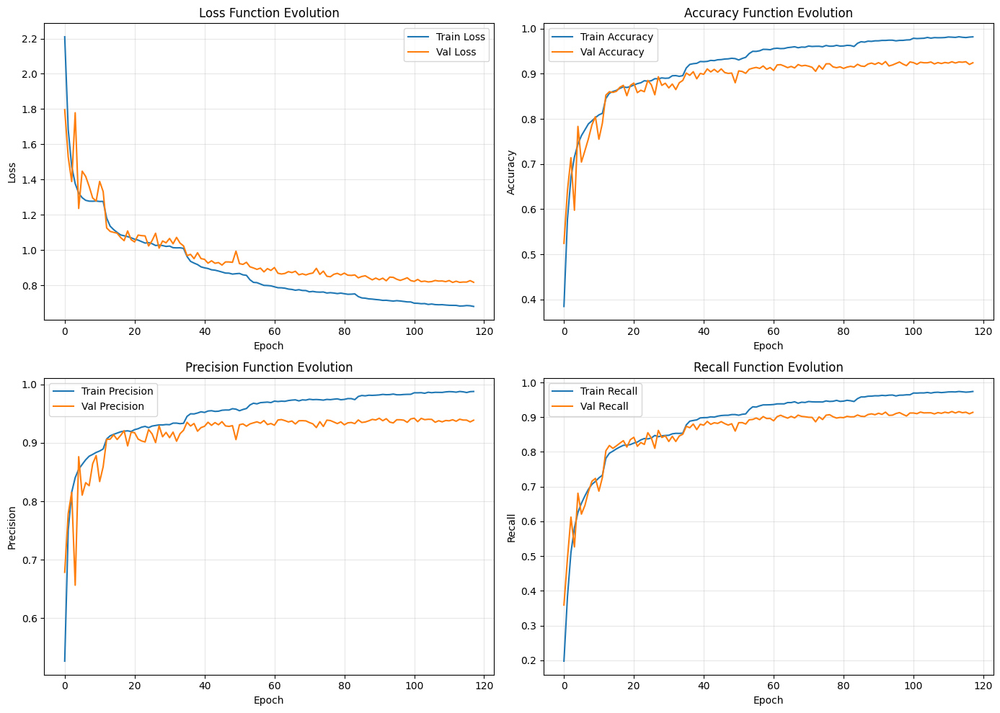 Loss Function Evolution
2.2
2.0
1.8
1.6
1.4
1.2
1.0
0.8
Loss
Train Loss
Val Loss
0 20 40 60 80 100 120
Epoch
Accuracy Function Evolution
1.0
0.9
0.8
0.7
0.6
0.5
0.4
Accuracy
Train Accuracy
Val Accuracy
0 20 40 60 80 100 120
Epoch
Precision Function Evolution
1.0
0.9
0.8
0.7
0.6
Precision
Train Precision
Val Precision
0 20 40 60 80 100 120
Epoch
Recall Function Evolution
1.0
0.9
0.8
0.7
0.6
0.5
0.4
0.3
0.2
Recall
Train Recall
Val Recall
0 20 40 60 80 100 120
Epoch